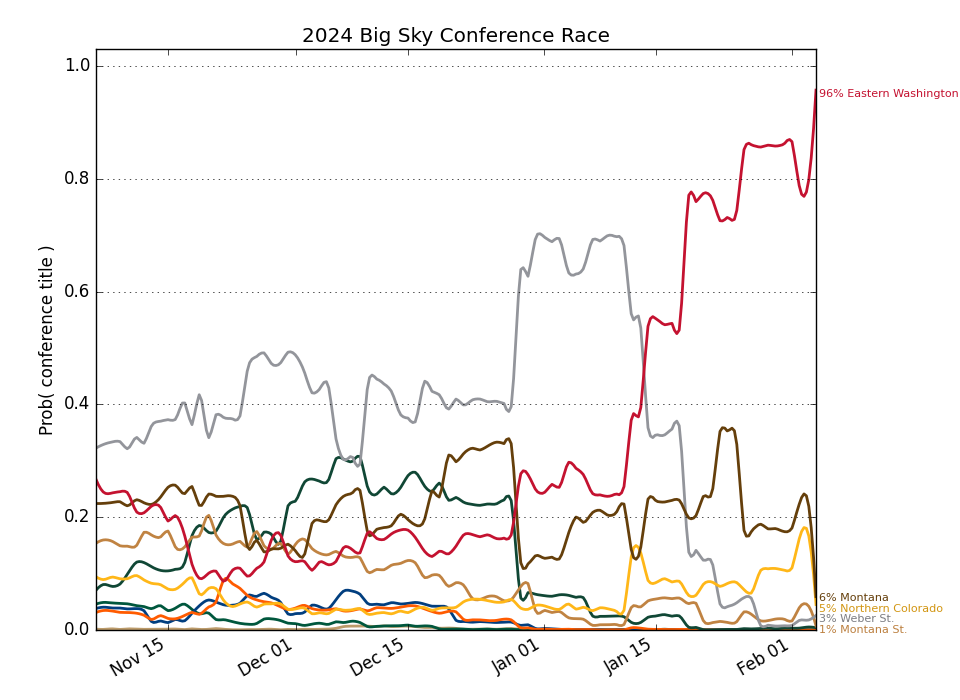 2024 Big Sky Conference Race
Prob( conference title )
1.0
0.8
0.6
0.4
0.2
0.0
Nov 15
Dec 01
Dec 15
Jan 01
Jan 15
Feb 01
96% Eastern Washington
6% Montana
5% Northern Colorado
3% Weber St.
1% Montana St.